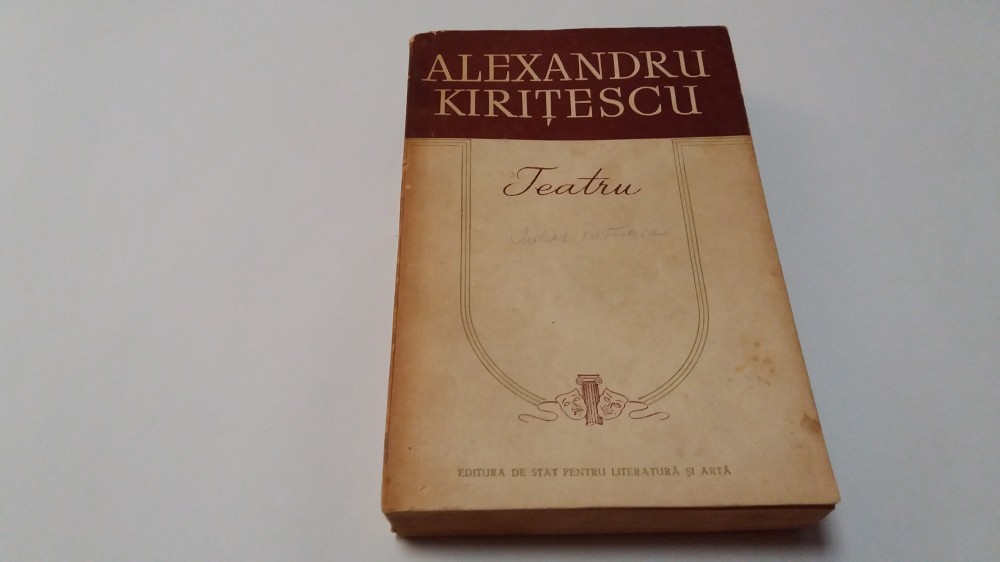 ALEXANDRU
KIRIȚESCU
Teatru
EDITURA DE STAT PENTRU LITERATURĂ ȘI ARTĂ